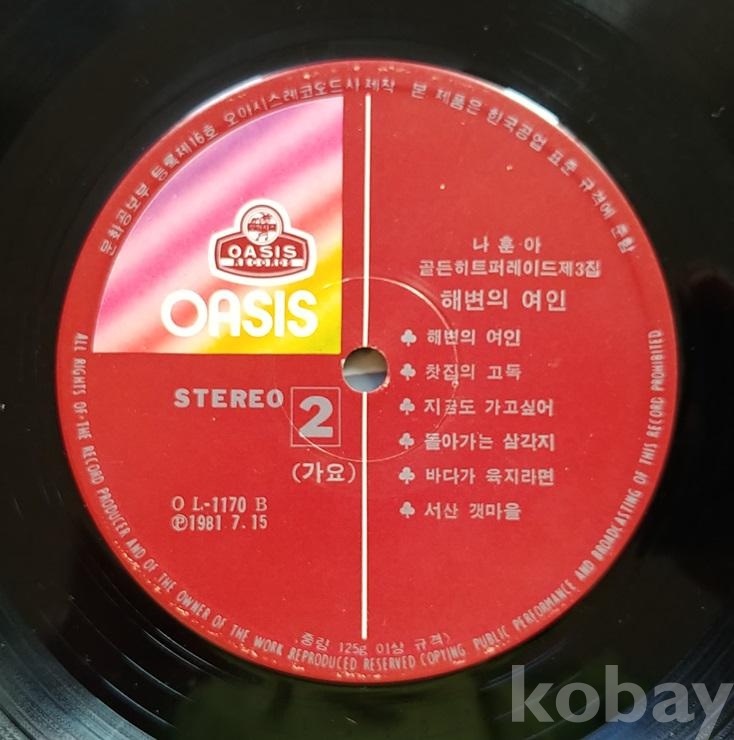 문화공보부 등록제16호 오아시스레코오드사제작 본 제품은 한국공업 표준 규격에 준함
OASIS
RECORDS
OASIS
STEREO 2
(가요)
O L-1170 B
℗1981 7. 15
나훈아
골든히트퍼레이드제3집
해변의 여인
♣ 해변의 여인
♣ 찻집의 고독
♣ 지금도 가고싶어
♣ 돌아가는 삼각지
♣ 바다가 육지라면
♣ 서산 갯마을
중량 125g 이상 규격>
ALL RIGHTS OF THE RECORD PRODUCER AND OF THE OWNER OF THE WORK REPRODUCED RESERVED COPYING PUBLIC PERFORMANCE AND BROADCASTING OF THIS RECORD PROHIBITED
kobay